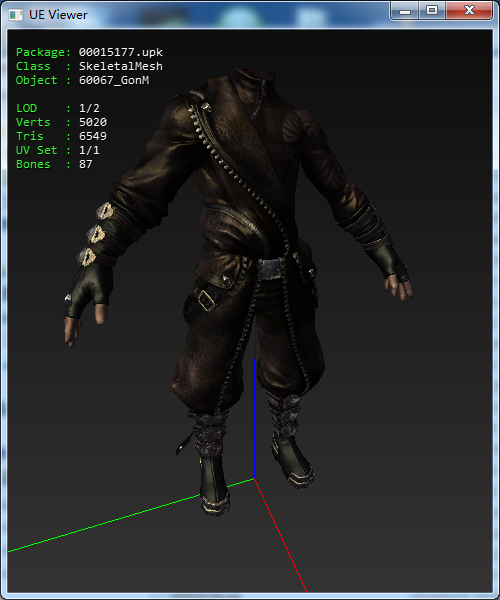 UE Viewer
Package: 00015177.upk
Class : SkeletalMesh
Object : 60067_GonM
LOD : 1/2
Verts : 5020
Tris : 6549
UV Set : 1/1
Bones : 87